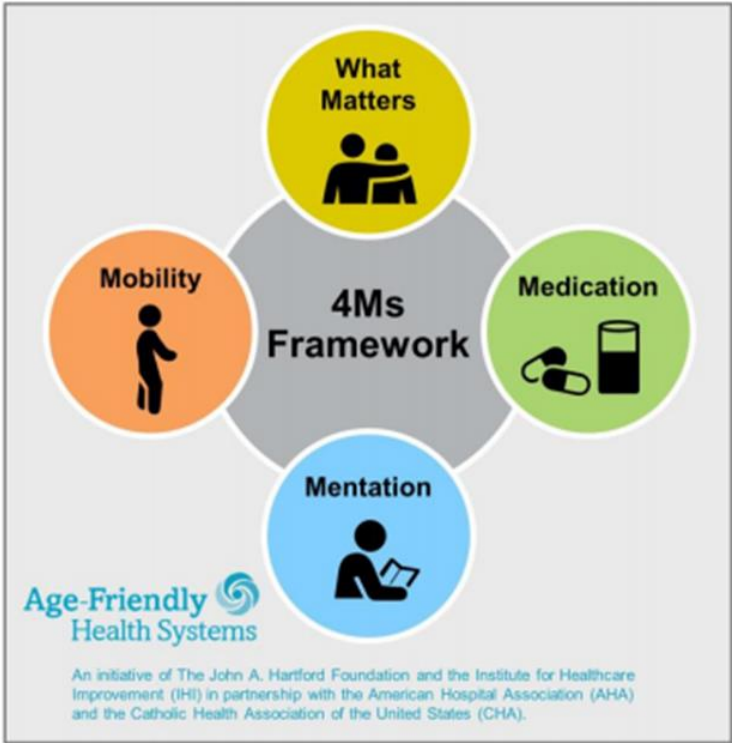 What
Matters
Mobility
4Ms
Framework
Medication
Mentation
Age-Friendly
Health Systems
An initiative of The John A. Hartford Foundation and the Institute for Healthcare
Improvement (IHI) in partnership with the American Hospital Association (AHA)
and the Catholic Health Association of the United States (CHA).